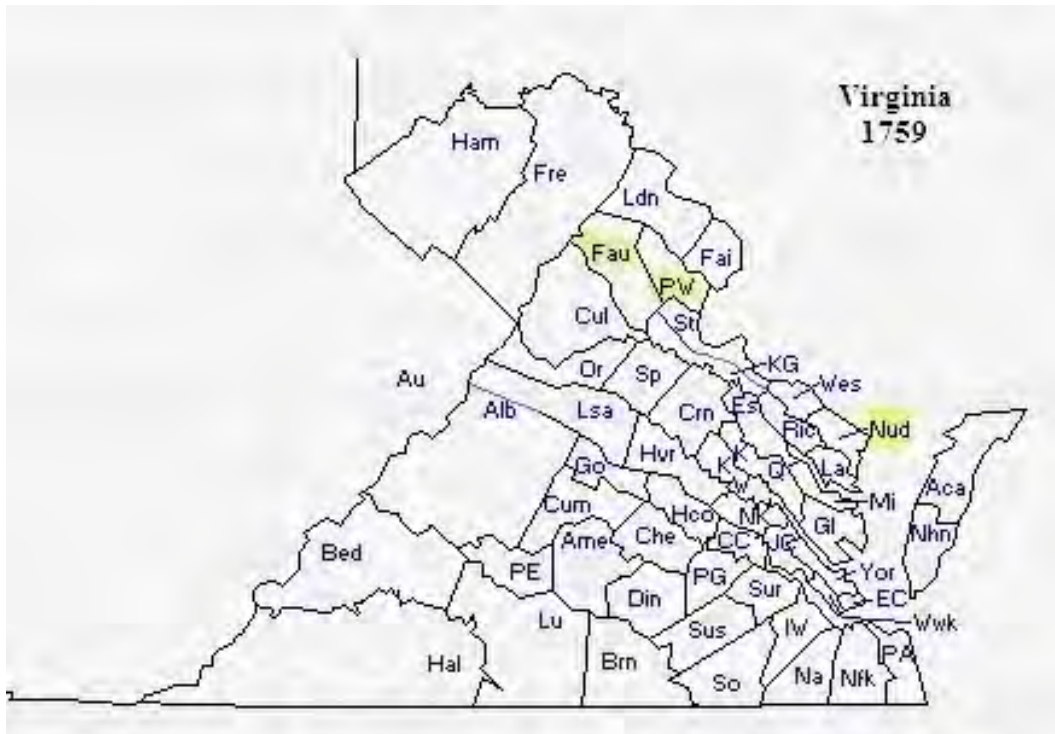 Virginia
1759
Ham
Fre
Ldn
Fau
Fai
PW
Cul
St
KG
Or
Sp
Wes
Au
Alb
Lsa
Crn
Es
Ric
Nud
Hvr
K
Q
La
Go
K
W
Aca
Mi
Cum
Hco
N
Gl
Nhn
Ame
Che
CC
JC
Bed
PE
PG
Yor
Din
Sur
EC
Lu
Sus
IW
Wwk
Hal
Brn
PA
So
Na
Nfk